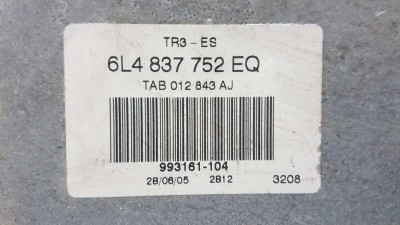 TR3-ES
6L4 837 752 EQ
TAB 012 843 AJ
993161-104
28/06/05 2812 3208